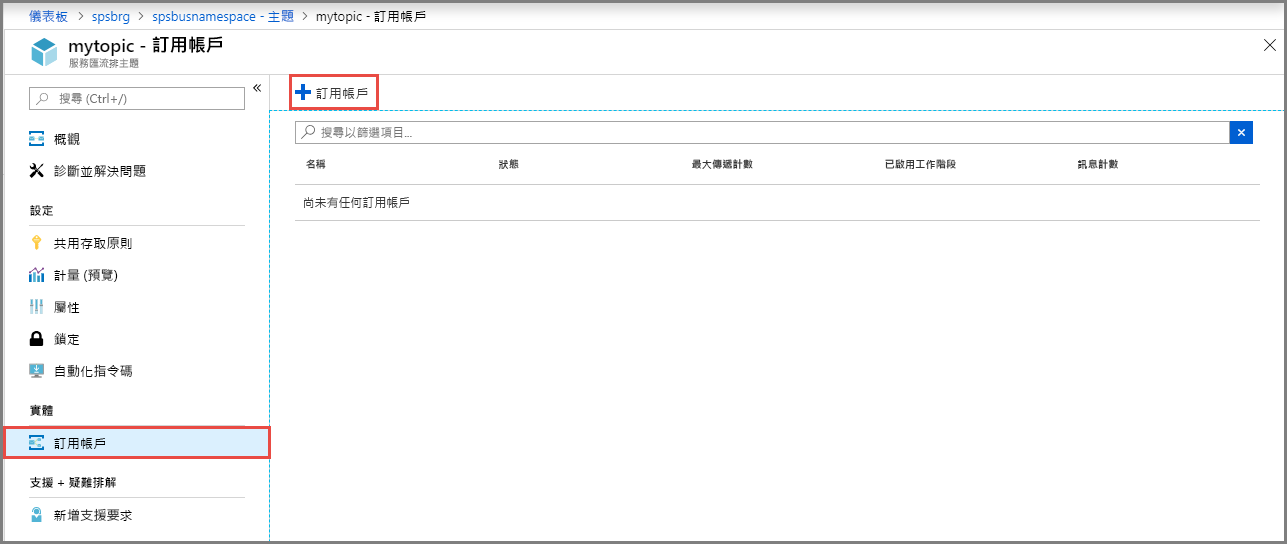 儀表板 > spsbrg > spsbusnamespace - 主題 > mytopic - 訂用帳戶
mytopic - 訂用帳戶
服務匯流排主題
搜尋 (Ctrl+/)
概觀
診斷並解決問題
設定
共用存取原則
計量 (預覽)
屬性
鎖定
自動化指令碼
實體
訂用帳戶
支援 + 疑難排解
新增支援要求
訂用帳戶
搜尋以篩選項目...
名稱 狀態 最大傳遞計數 已啟用工作階段 訊息計數
尚未有任何訂用帳戶